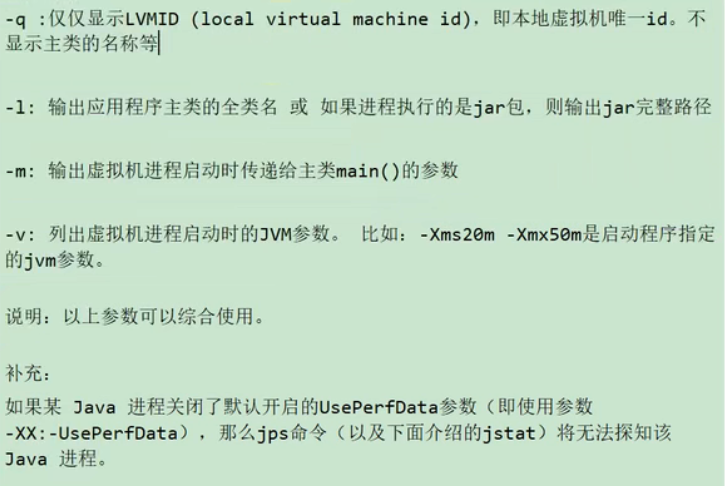 -q :仅仅显示LVMID (local virtual machine id)，即本地虚拟机唯一id。不
显示主类的名称等
-l: 输出应用程序主类的全类名 或 如果进程执行的是jar包，则输出jar完整路径
-m: 输出虚拟机进程启动时传递给主类main()的参数
-v: 列出虚拟机进程启动时的JVM参数。 比如：-Xms20m -Xmx50m是启动程序指定
的jvm参数。
说明：以上参数可以综合使用。
补充：
如果某 Java 进程关闭了默认开启的UsePerfData参数（即使用参数
-XX:-UsePerfData），那么jps命令（以及下面介绍的jstat）将无法探知该
Java 进程。